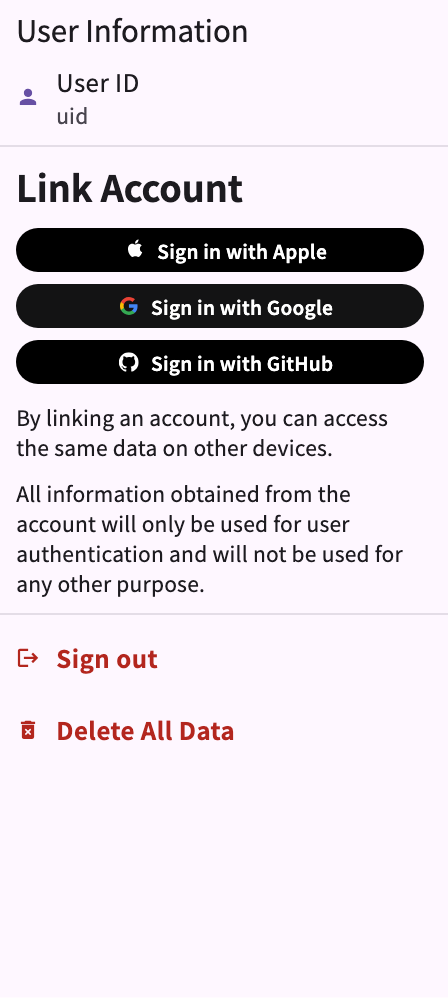 User Information
User ID
uid
Link Account
Sign in with Apple
Sign in with Google
Sign in with GitHub
By linking an account, you can access
the same data on other devices.
All information obtained from the
account will only be used for user
authentication and will not be used for
any other purpose.
Sign out
Delete All Data